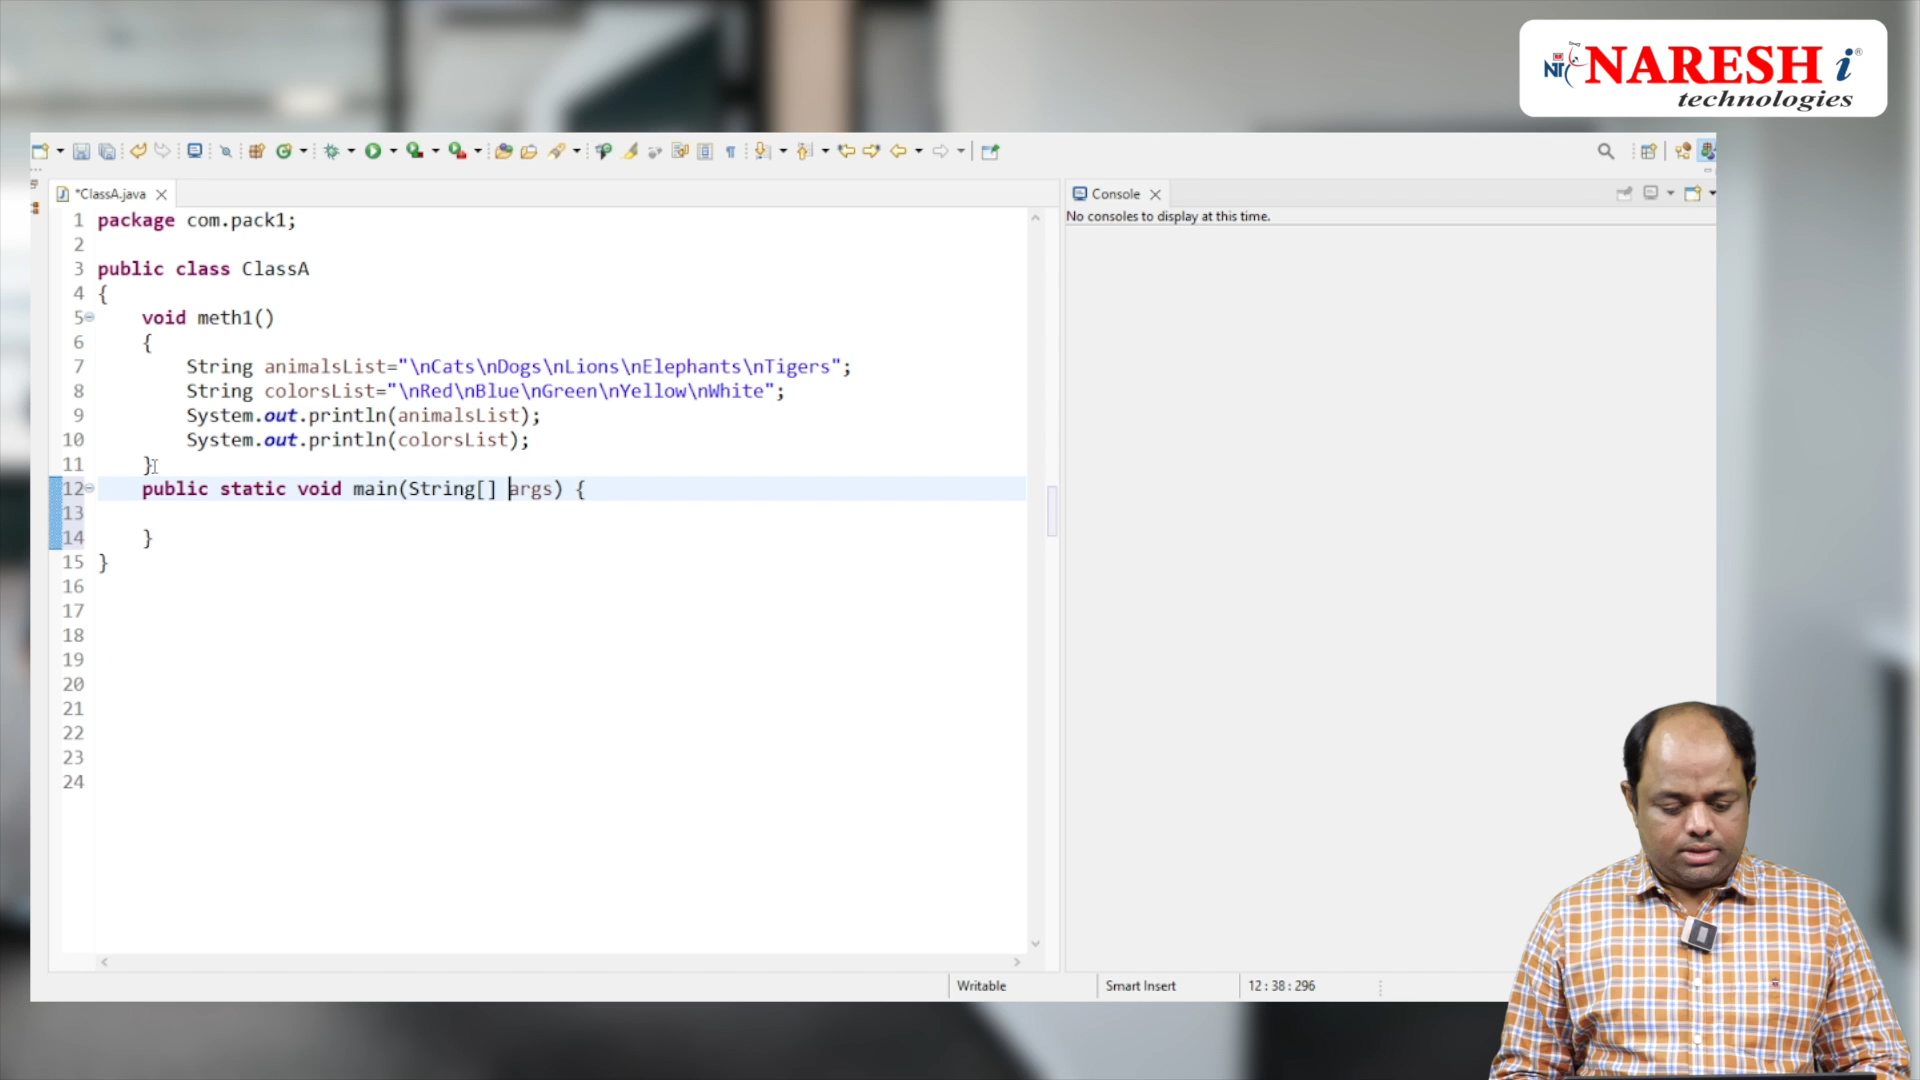 NIT NARESH i
technologies
*ClassA.java
Console
No consoles to display at this time.
1 package com.pack1;
2
3 public class ClassA
4 {
5 void meth1()
6 {
7 String animalsList="\nCats\nDogs\nLions\nElephants\nTigers";
8 String colorsList="\nRed\nBlue\nGreen\nYellow\nWhite";
9 System.out.println(animalsList);
10 System.out.println(colorsList);
11 }
12 public static void main(String[] args) {
13
14 }
15 }
16
17
18
19
20
21
22
23
24
Writable
Smart Insert
12 : 38 : 296